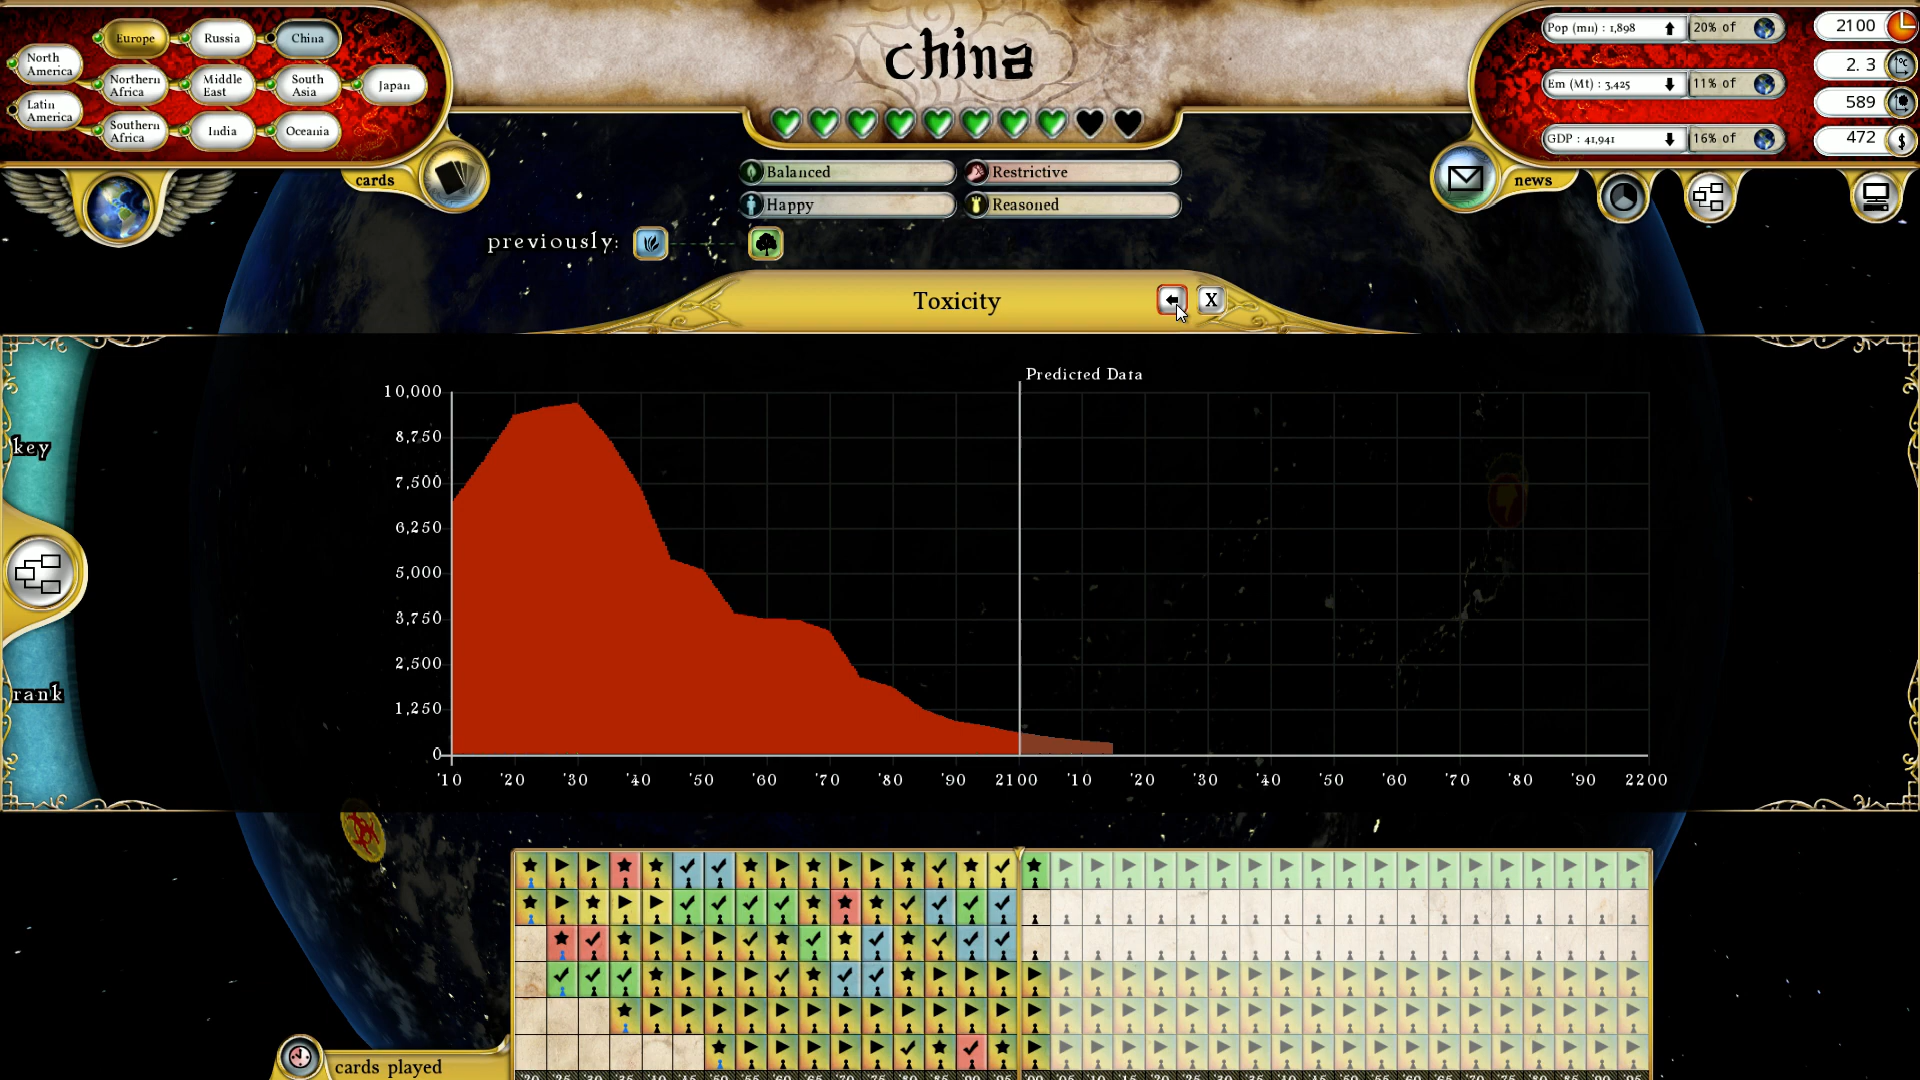 Europe
Russia
China
North America
Northern Africa
Middle East
South Asia
Japan
Latin America
Southern Africa
India
Oceania
cards
china
Pop (mil) : 1,898
20% of
2100
Em (Mt) : 3,425
11% of
2. 3
°C
589
GDP : 41,941
16% of
472
$
news
Balanced
Restrictive
Happy
Reasoned
previously:
Toxicity
X
key
rank
Predicted Data
10,000
8,750
7,500
6,250
5,000
3,750
2,500
1,250
0
'10 '20 '30 '40 '50 '60 '70 '80 '90 2100 '10 '20 '30 '40 '50 '60 '70 '80 '90 2200
cards played